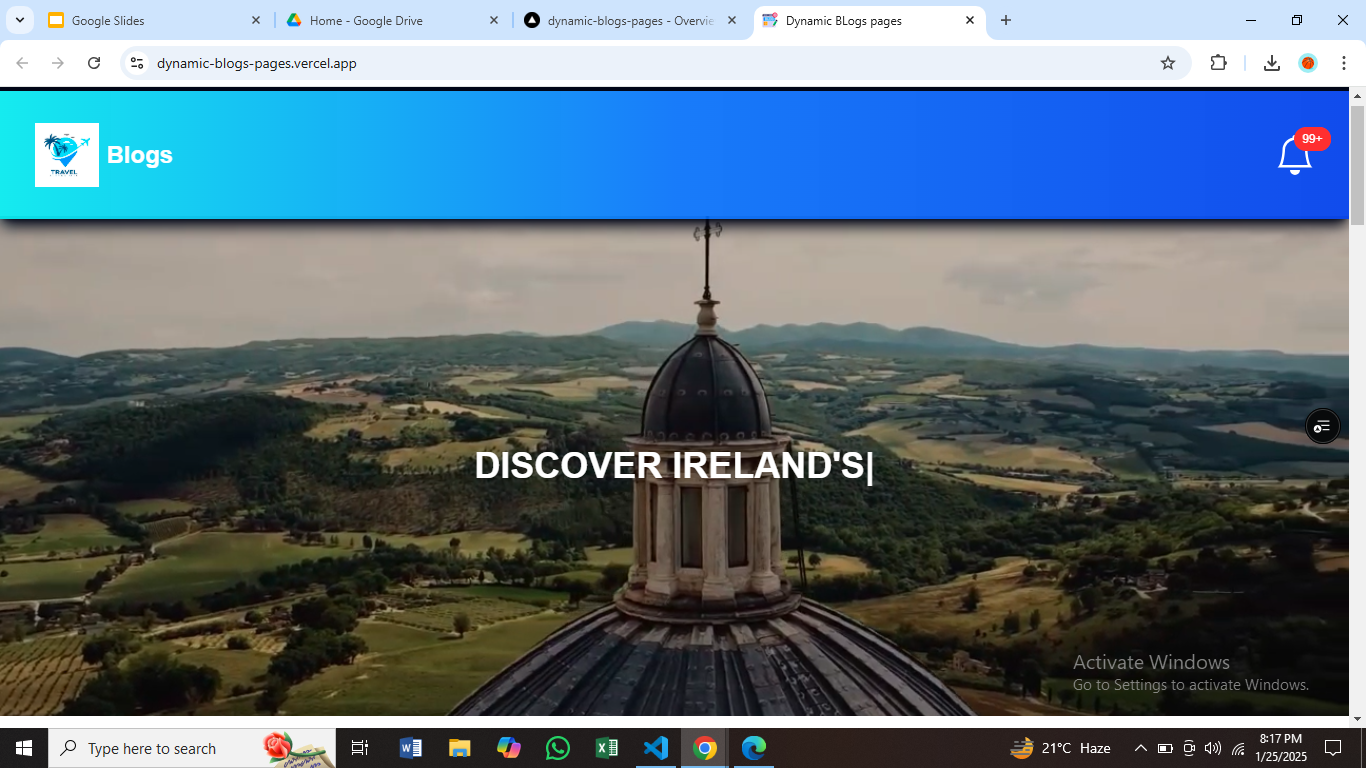 Google Slides
Home - Google Drive
dynamic-blogs-pages - Overvie
Dynamic BLogs pages
dynamic-blogs-pages.vercel.app
TRAVEL
Blogs
99+
DISCOVER IRELAND'S|
Activate Windows
Go to Settings to activate Windows.
Type here to search
21°C Haze
8:17 PM
1/25/2025